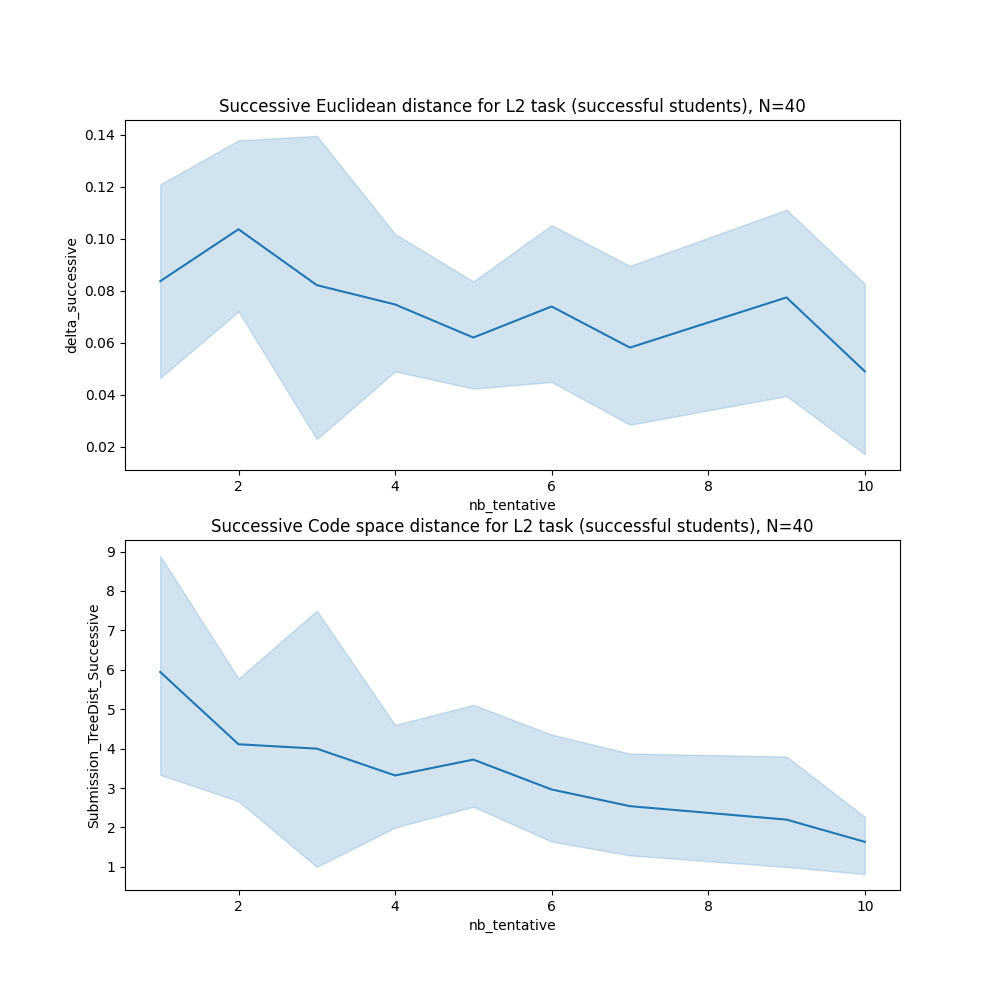 Successive Euclidean distance for L2 task (successful students), N=40
0.14
0.12
0.10
0.08
0.06
0.04
0.02
delta_successive
2 4 6 8 10
nb_tentative
Successive Code space distance for L2 task (successful students), N=40
9
8
7
6
5
4
3
2
1
Submission_TreeDist_Successive
2 4 6 8 10
nb_tentative